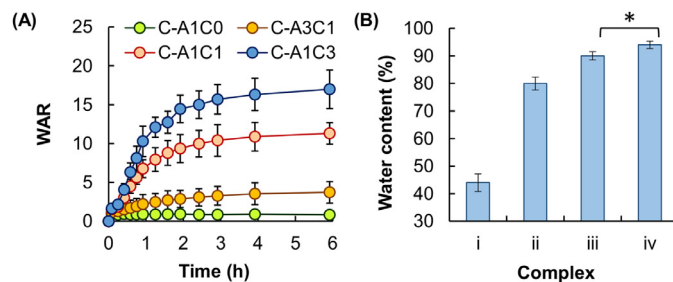 (A)
C-A1C0
C-A3C1
C-A1C1
C-A1C3
WAR
25
20
15
10
5
0
0
1
2
3
4
5
6
Time (h)
(B)
*
Water content (%)
100
90
80
70
60
50
40
30
i
ii
iii
iv
Complex